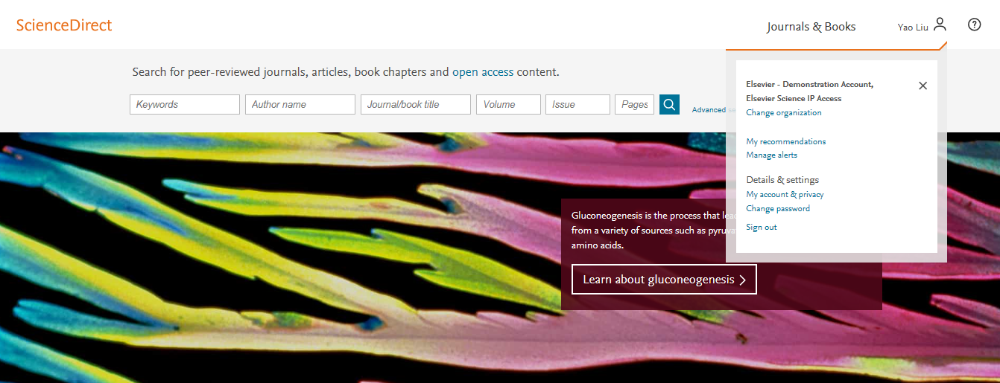 ScienceDirect
Journals & Books
Yao Liu
?
Search for peer-reviewed journals, articles, book chapters and open access content.
Keywords
Author name
Journal/book title
Volume
Issue
Pages
Advanced
Elsevier - Demonstration Account,
Elsevier Science IP Access
Change organization
My recommendations
Manage alerts
Details & settings
My account & privacy
Change password
Sign out
Gluconeogenesis is the process that
from a variety of sources such as
amino acids.
Learn about gluconeogenesis